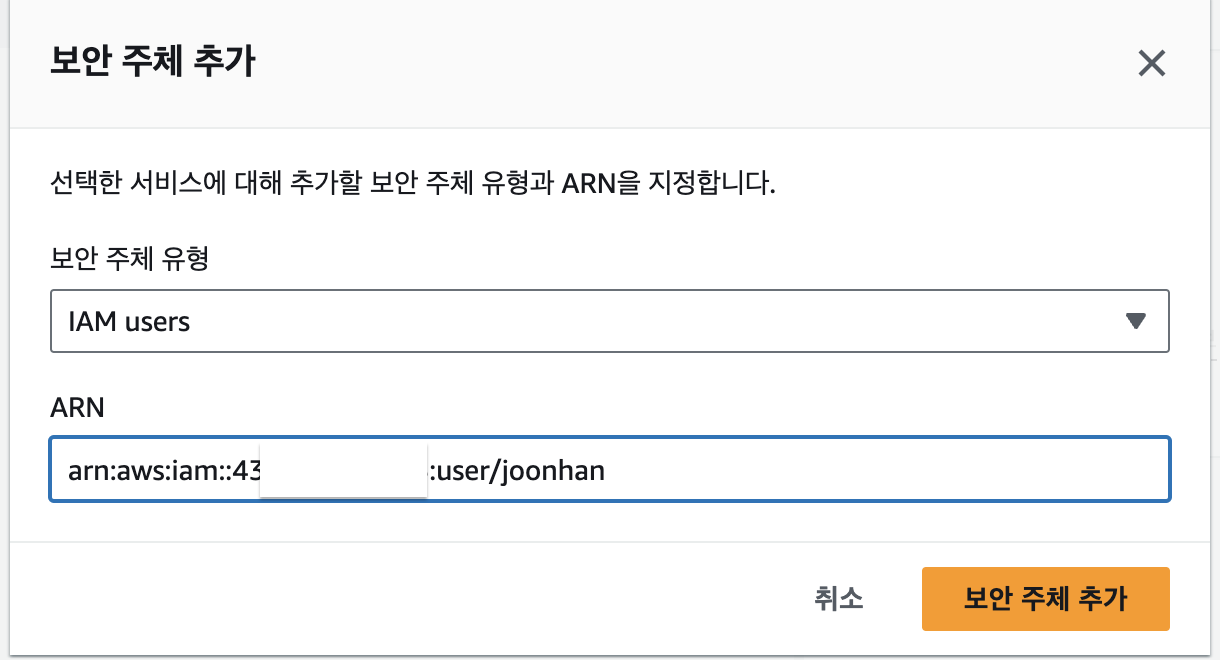 보안 주체 추가
선택한 서비스에 대해 추가할 보안 주체 유형과 ARN을 지정합니다.
보안 주체 유형
IAM users
ARN
arn:aws:iam::43 :user/joonhan
취소
보안 주체 추가